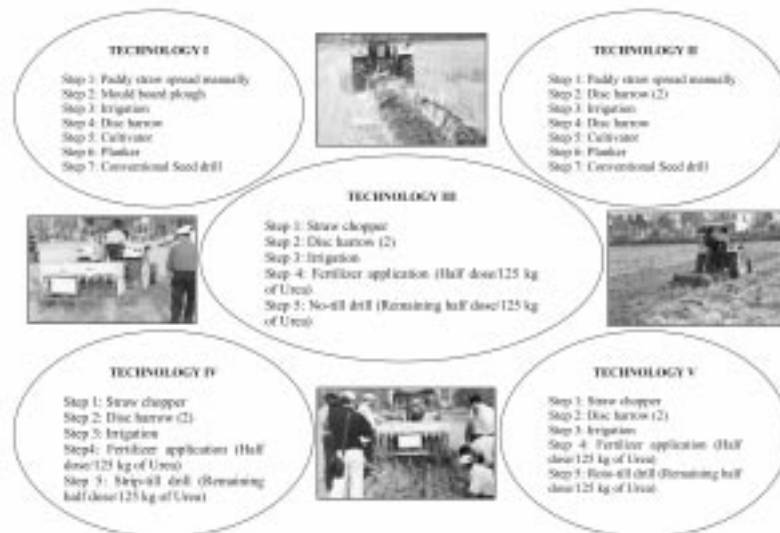 TECHNOLOGY I
Step 1: Paddy straw spread manually
Step 2: Mould board plough
Step 3: Irrigation
Step 4: Disc harrow
Step 5: Cultivator
Step 6: Planker
Step 7: Conventional Seed drill
TECHNOLOGY II
Step 1: Paddy straw spread manually
Step 2: Disc harrow (2)
Step 3: Irrigation
Step 4: Disc harrow
Step 5: Cultivator
Step 6: Planker
Step 7: Conventional Seed drill
TECHNOLOGY III
Step 1: Straw chopper
Step 2: Disc harrow (2)
Step 3: Irrigation
Step 4: Fertilizer application (Half dose/125 kg
of Urea)
Step 5: No-till drill (Remaining half dose/125 kg
of Urea)
TECHNOLOGY IV
Step 1: Straw chopper
Step 2: Disc harrow (2)
Step 3: Irrigation
Step4: Fertilizer application (Half
dose/125 kg of Urea)
Step 5: Strip-till drill (Remaining
half dose/125 kg of Urea)
TECHNOLOGY V
Step 1: Straw chopper
Step 2: Disc harrow (2)
Step 3: Irrigation
Step 4: Fertilizer application (Half
dose/125 kg of Urea)
Step 5: Roto-till drill (Remaining half
dose/125 kg of Urea)